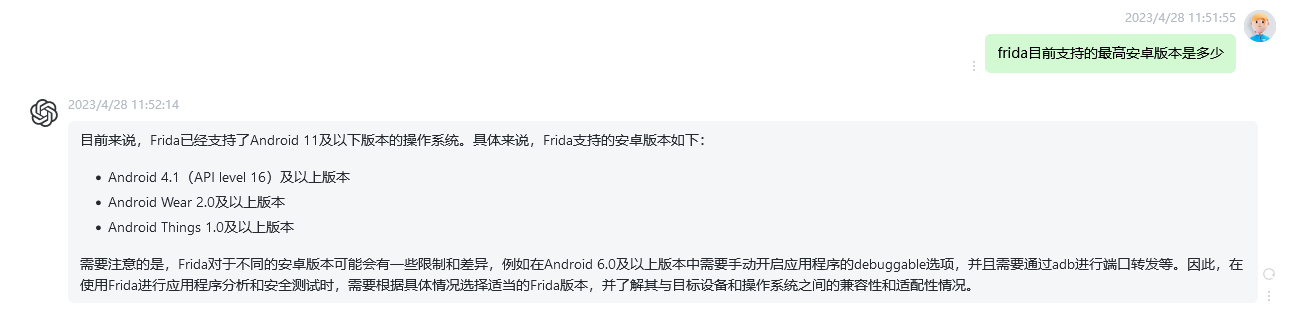 2023/4/28 11:51:55
frida目前支持的最高安卓版本是多少
2023/4/28 11:52:14
目前来说，Frida已经支持了Android 11及以下版本的操作系统。具体来说，Frida支持的安卓版本如下：
• Android 4.1（API level 16）及以上版本
• Android Wear 2.0及以上版本
• Android Things 1.0及以上版本
需要注意的是，Frida对于不同的安卓版本可能会有一些限制和差异，例如在Android 6.0及以上版本中需要手动开启应用程序的debuggable选项，并且需要通过adb进行端口转发等。因此，在
使用Frida进行应用程序分析和安全测试时，需要根据具体情况选择适当的Frida版本，并了解其与目标设备和操作系统之间的兼容性和适配性情况。